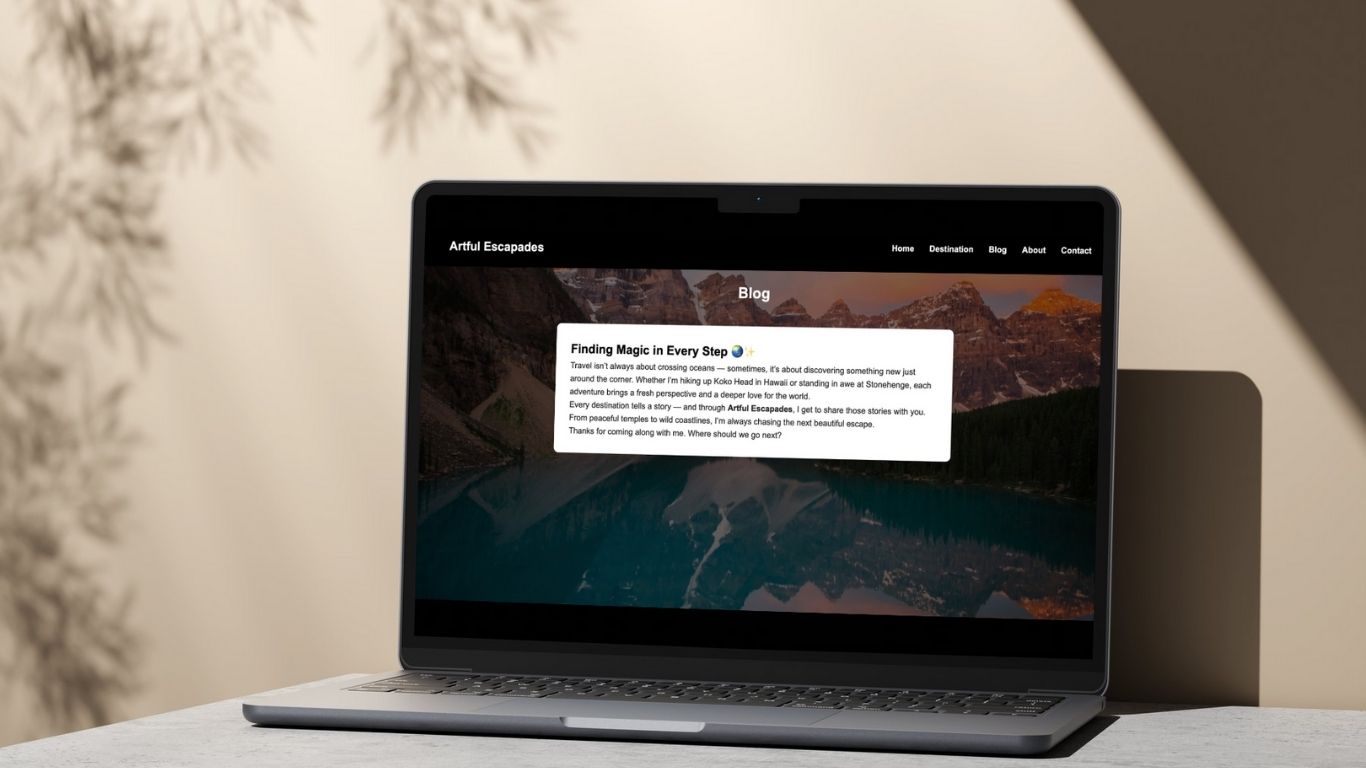 Artful Escapades
Home Destination Blog About Contact
Blog
Finding Magic in Every Step 🌏✨
Travel isn't always about crossing oceans — sometimes, it's about discovering something new just
around the corner. Whether I'm hiking up Koko Head in Hawaii or standing in awe at Stonehenge, each
adventure brings a fresh perspective and a deeper love for the world.
Every destination tells a story — and through Artful Escapades, I get to share those stories with you.
From peaceful temples to wild coastlines, I'm always chasing the next beautiful escape.
Thanks for coming along with me. Where should we go next?